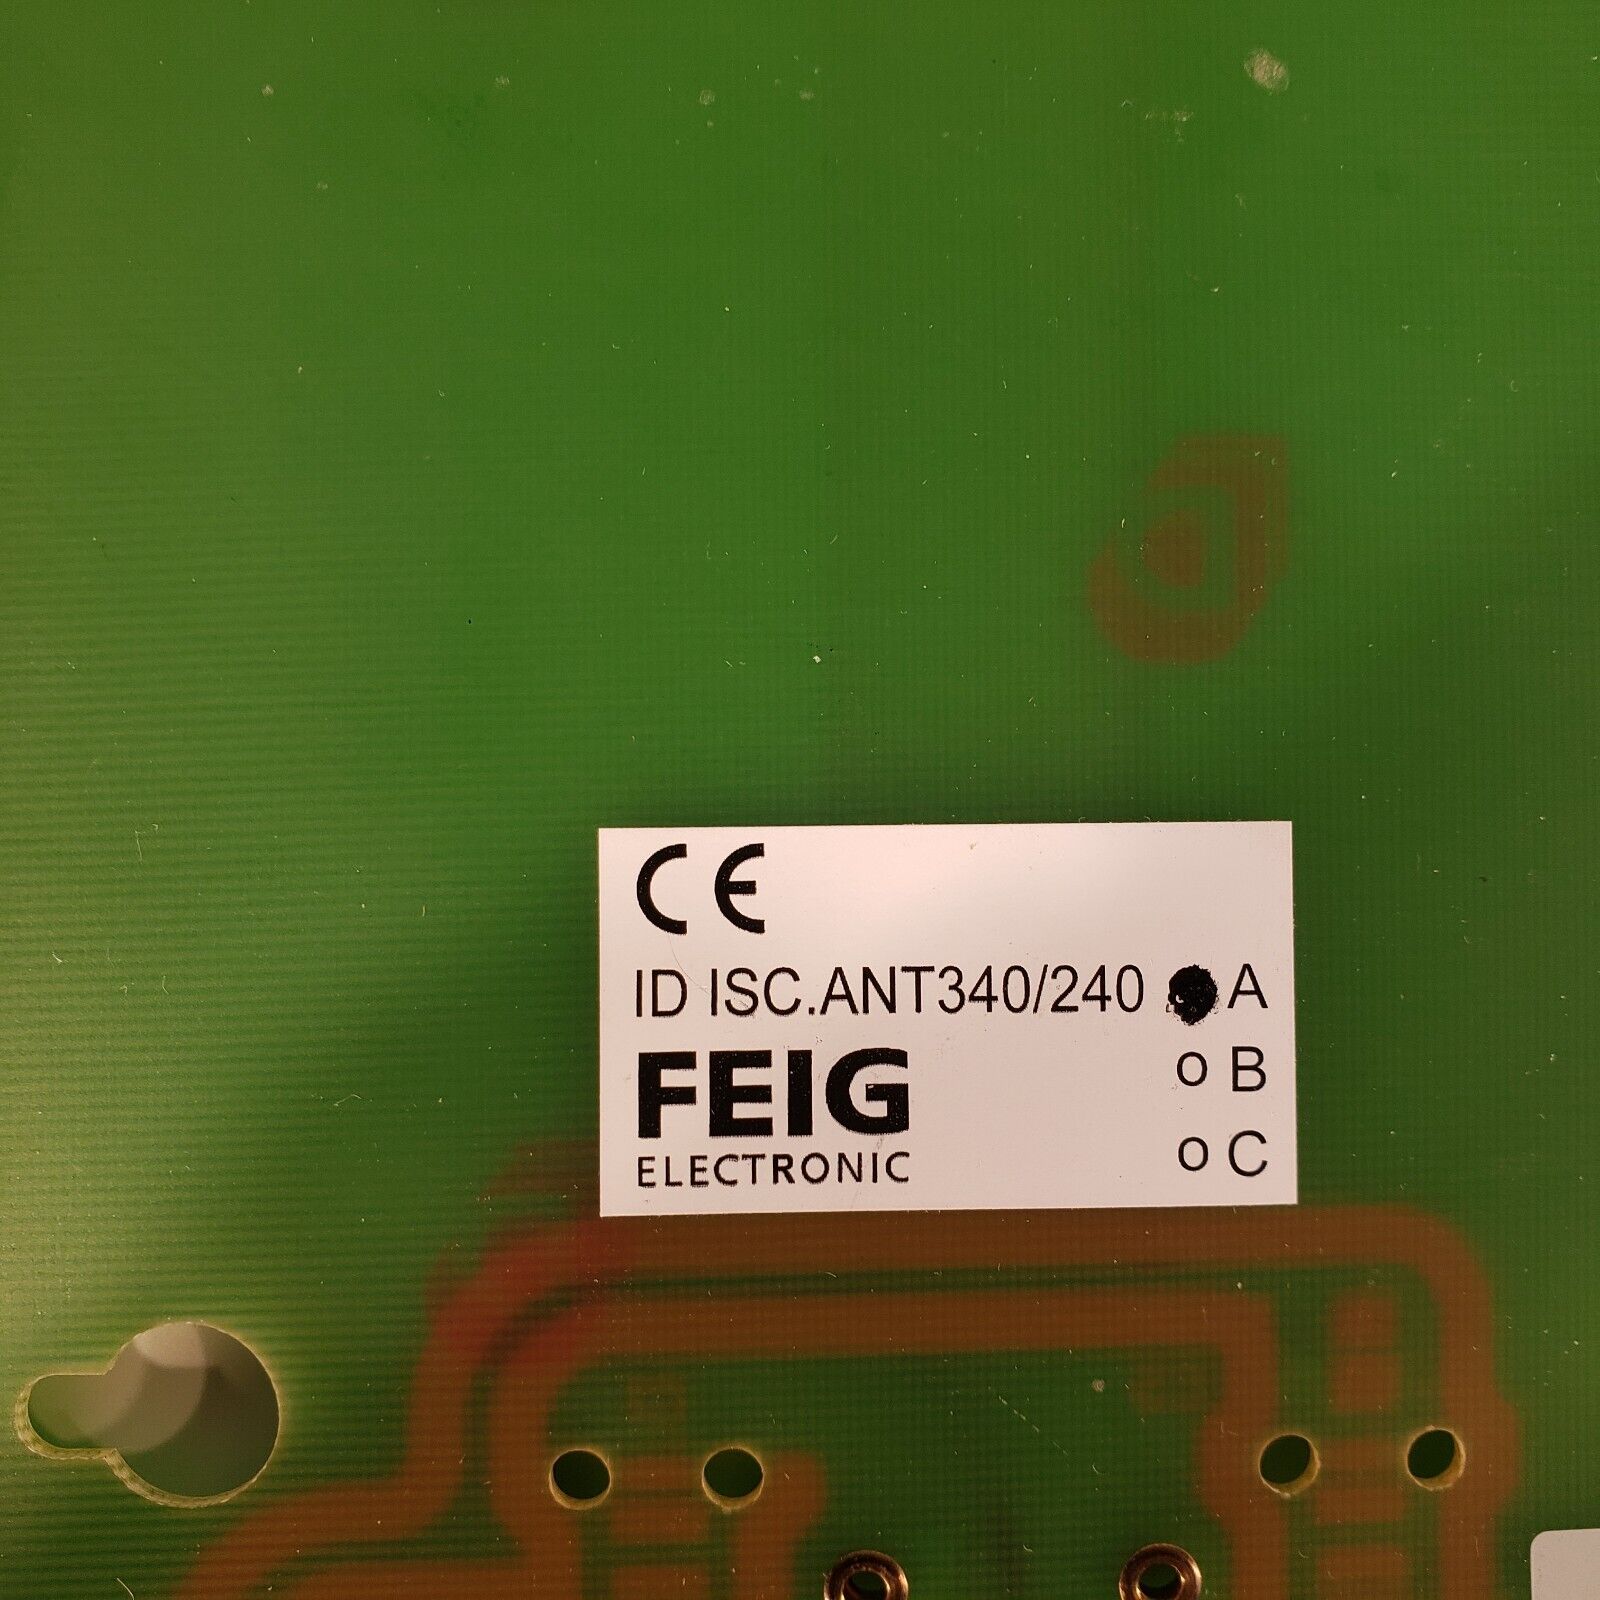 CE
ID ISC.ANT340/240 ● A
FEIG o B
ELECTRONIC o C